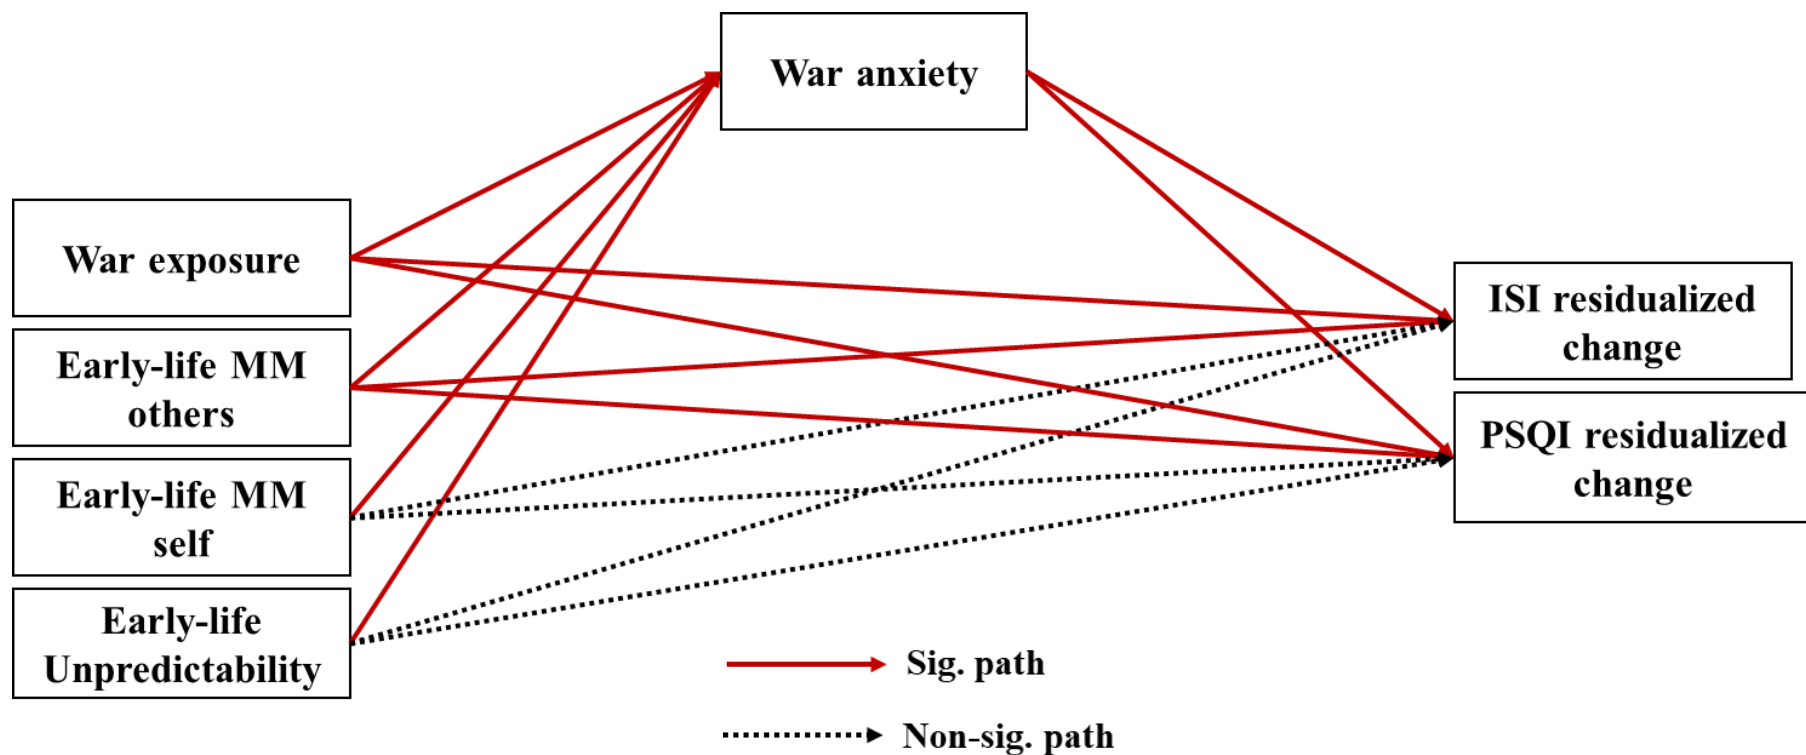 War anxiety
War exposure
Early-life MM
others
Early-life MM
self
Early-life
Unpredictability
ISI residualized
change
PSQI residualized
change
Sig. path
Non-sig. path